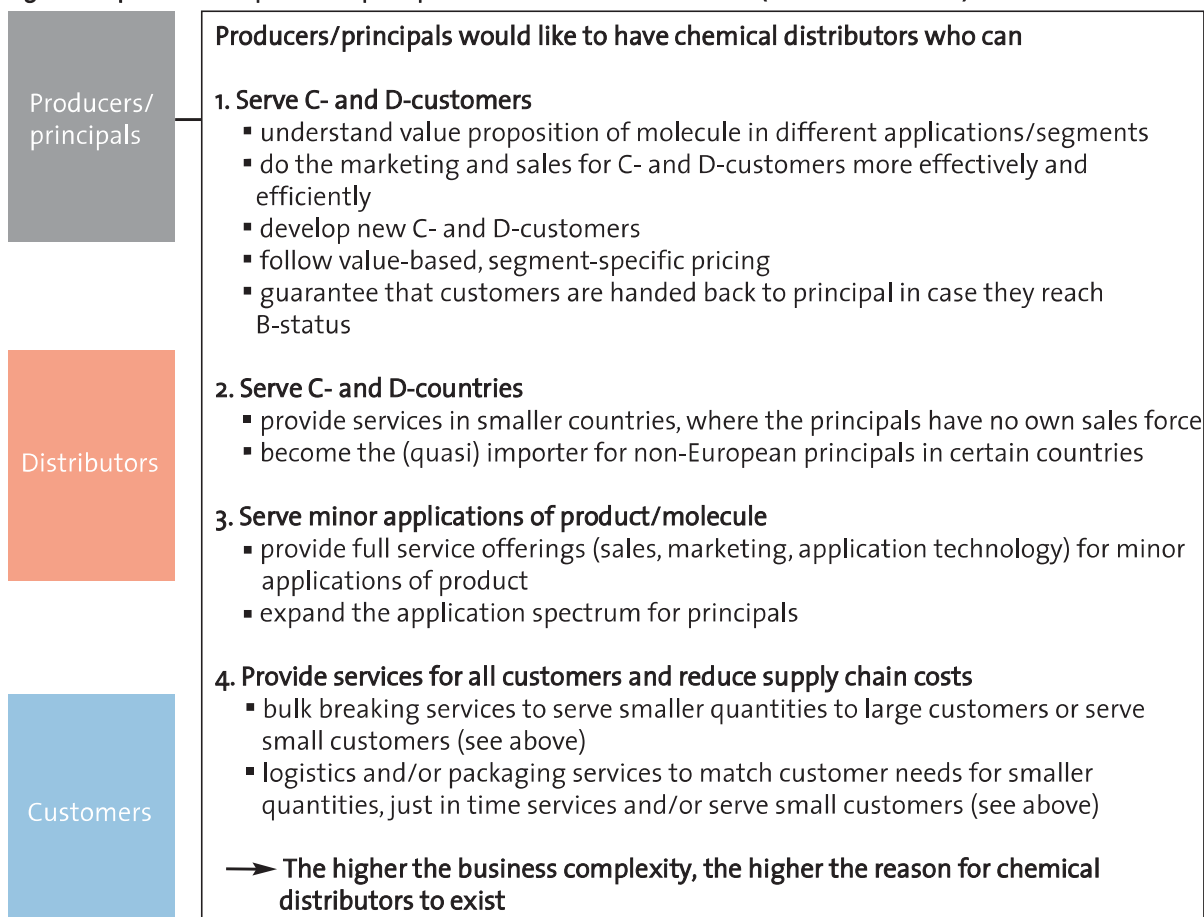 Producers/principals would like to have chemical distributors who can
Producers/
principals
1. Serve C- and D-customers
▪ understand value proposition of molecule in different applications/segments
▪ do the marketing and sales for C- and D-customers more effectively and
efficiently
▪ develop new C- and D-customers
▪ follow value-based, segment-specific pricing
▪ guarantee that customers are handed back to principal in case they reach
B-status
2. Serve C- and D-countries
▪ provide services in smaller countries, where the principals have no own sales force
▪ become the (quasi) importer for non-European principals in certain countries
Distributors
3. Serve minor applications of product/molecule
▪ provide full service offerings (sales, marketing, application technology) for minor
applications of product
▪ expand the application spectrum for principals
4. Provide services for all customers and reduce supply chain costs
▪ bulk breaking services to serve smaller quantities to large customers or serve
small customers (see above)
▪ logistics and/or packaging services to match customer needs for smaller
quantities, just in time services and/or serve small customers (see above)
Customers
→ The higher the business complexity, the higher the reason for chemical
distributors to exist